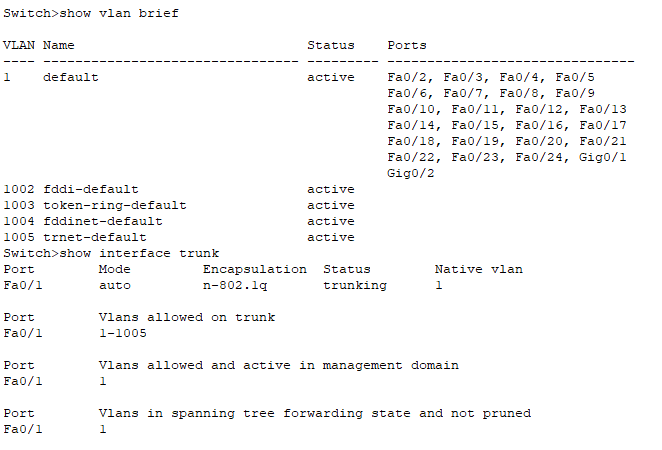 Switch>show vlan brief
VLAN Name                             Status    Ports
---- -------------------------------- --------- -------------------------------
1    default                          active    Fa0/2, Fa0/3, Fa0/4, Fa0/5
                                                Fa0/6, Fa0/7, Fa0/8, Fa0/9
                                                Fa0/10, Fa0/11, Fa0/12, Fa0/13
                                                Fa0/14, Fa0/15, Fa0/16, Fa0/17
                                                Fa0/18, Fa0/19, Fa0/20, Fa0/21
                                                Fa0/22, Fa0/23, Fa0/24, Gig0/1
                                                Gig0/2
1002 fddi-default                     active
1003 token-ring-default               active
1004 fddinet-default                  active
1005 trnet-default                    active
Switch>show interface trunk
Port        Mode         Encapsulation  Status        Native vlan
Fa0/1       auto         n-802.1q       trunking      1
Port        Vlans allowed on trunk
Fa0/1       1-1005
Port        Vlans allowed and active in management domain
Fa0/1       1
Port        Vlans in spanning tree forwarding state and not pruned
Fa0/1       1